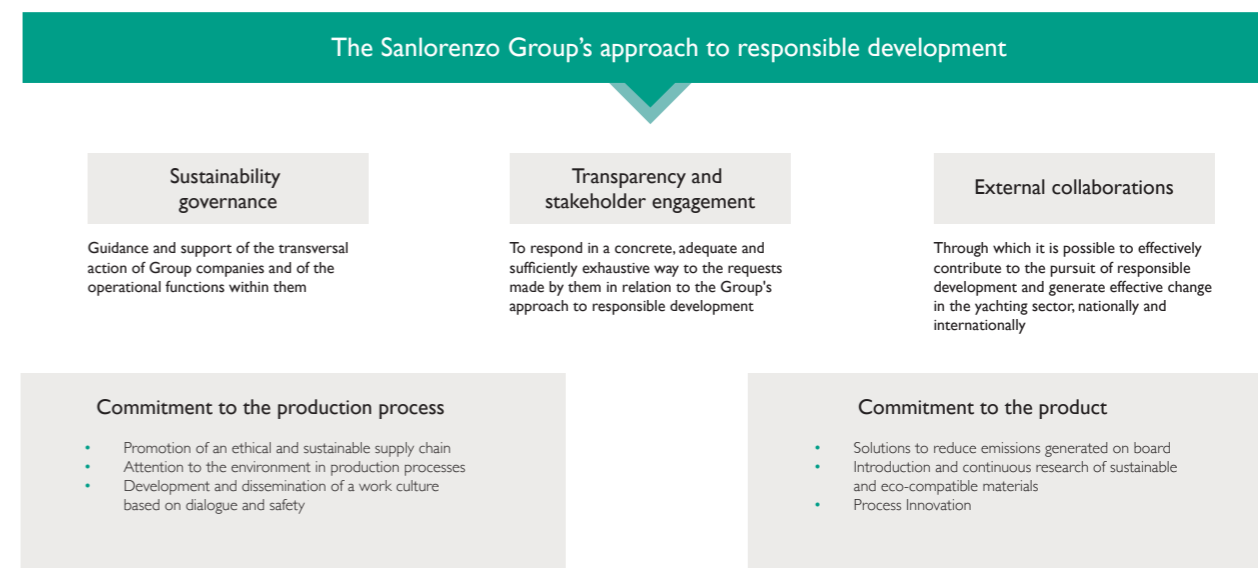 The Sanlorenzo Group’s approach to responsible development
Sustainability
governance
Guidance and support of the transversal
action of Group companies and of the
operational functions within them
Transparency and
stakeholder engagement
To respond in a concrete, adequate and
sufficiently exhaustive way to the requests
made by them in relation to the Group's
approach to responsible development
External collaborations
Through which it is possible to effectively
contribute to the pursuit of responsible
development and generate effective change
in the yachting sector, nationally and
internationally
Commitment to the production process
• Promotion of an ethical and sustainable supply chain
• Attention to the environment in production processes
• Development and dissemination of a work culture
based on dialogue and safety
Commitment to the product
• Solutions to reduce emissions generated on board
• Introduction and continuous research of sustainable
and eco-compatible materials
• Process Innovation